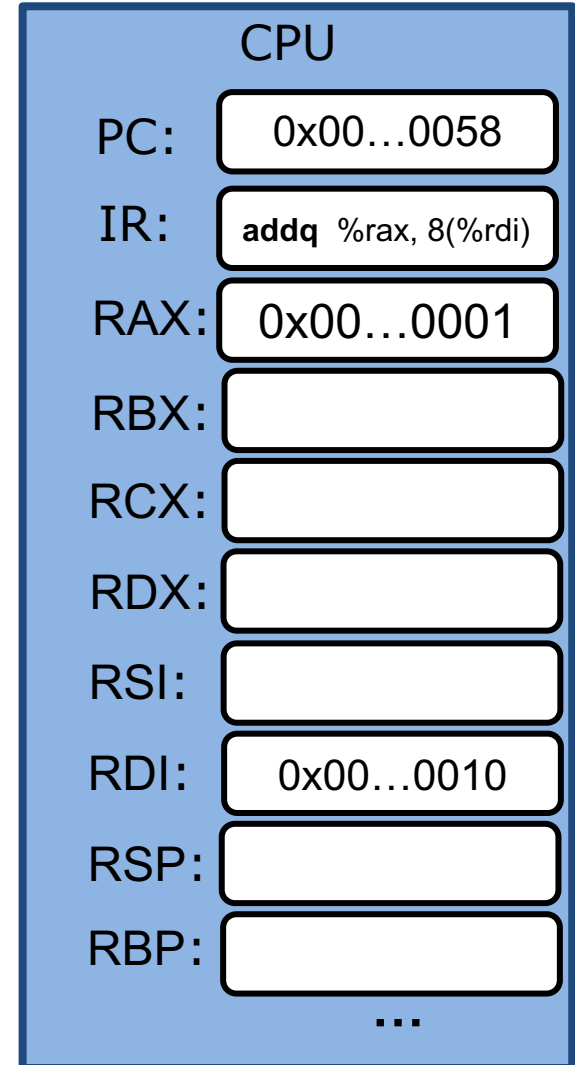 CPU
PC: 0x00...0058
IR: addq %rax, 8(%rdi)
RAX: 0x00...0001
RBX:
RCX:
RDX:
RSI:
RDI: 0x00...0010
RSP:
RBP:
...